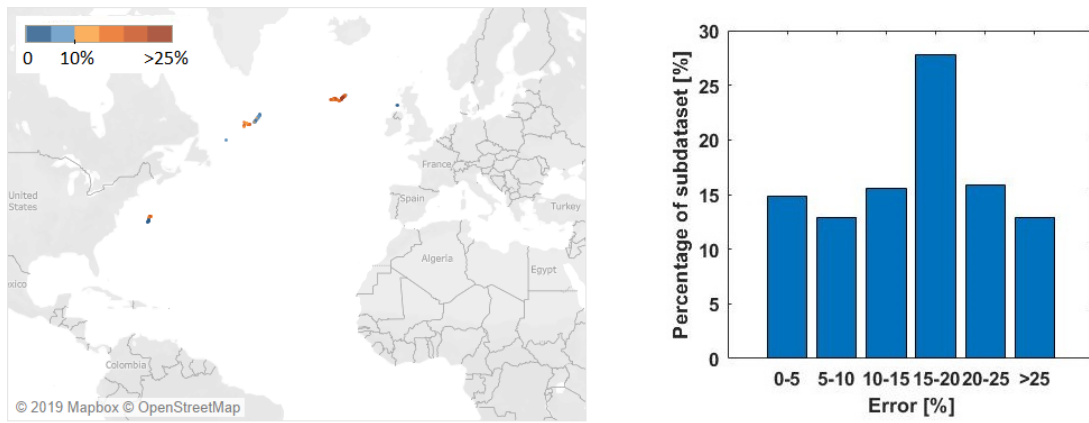 0 10% >25%
United
States
exico
Colombia
France
Spain
Turkey
Algeria
Egypt
© 2019 Mapbox © OpenStreetMap
Percentage of subdataset [%]
30
25
20
15
10
5
0
0-5 5-10 10-15 15-20 20-25 >25
Error [%]